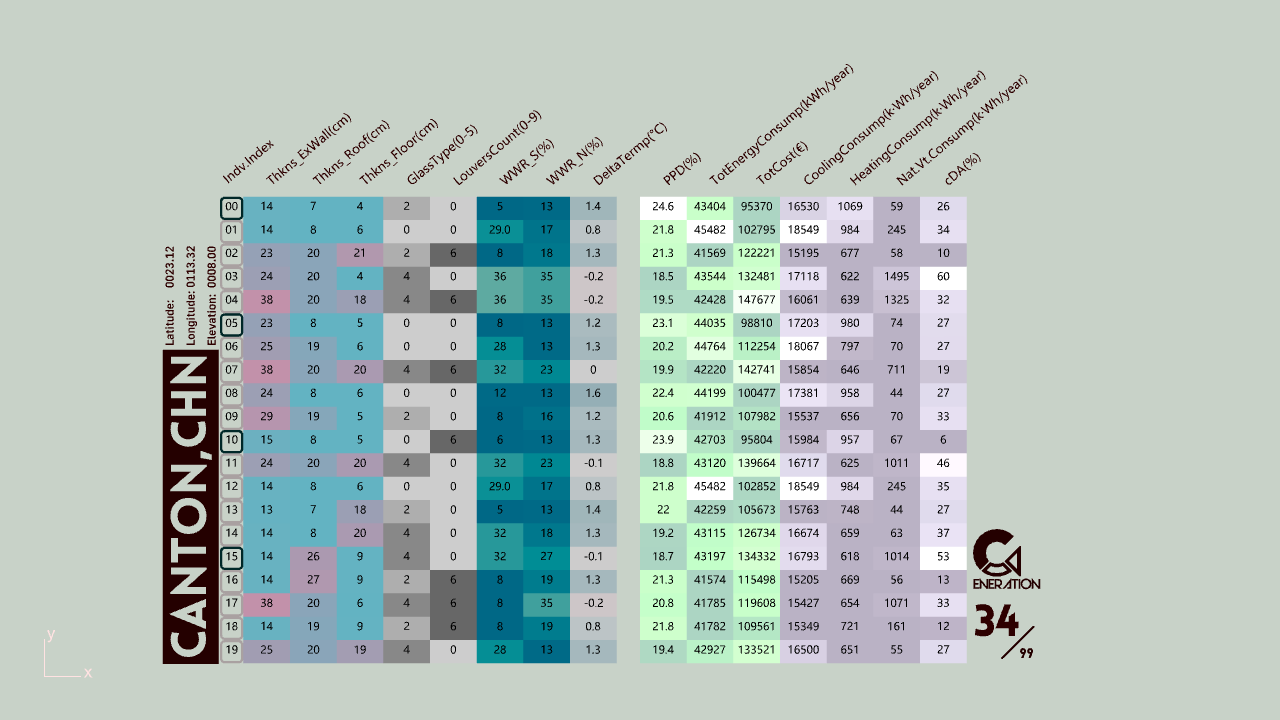 Indv.Index Thkns_ExWall(cm) Thkns_Roof(cm) Thkns_Floor(cm) GlassType(0-5) LouversCount(0-9) WWR_S(%) WWR_N(%) DeltaTermp(°C) PPD(%) TotEnergyConsump(kWh/year) TotCost(€) CoolingConsump(k·Wh/year) HeatingConsump(k·Wh/year) Nat.Vt.Consump(k·Wh/year) cDA(%)
00 14 7 4 2 0 5 13 1.4 24.6 43404 95370 16530 1069 59 26
01 14 8 6 0 0 29.0 17 0.8 21.8 45482 102795 18549 984 245 34
02 23 20 21 2 6 8 18 1.3 21.3 41569 122221 15195 677 58 10
03 24 20 4 4 0 36 35 -0.2 18.5 43544 132481 17118 622 1495 60
04 38 20 18 4 6 36 35 -0.2 19.5 42428 147677 16061 639 1325 32
05 23 8 5 0 0 8 13 1.2 23.1 44035 98810 17203 980 74 27
06 25 19 6 0 0 28 13 1.3 20.2 44764 112254 18067 797 70 27
07 38 20 20 4 6 32 23 0 19.9 42220 142741 15854 646 711 19
08 24 8 6 0 0 12 13 1.6 22.4 44199 100477 17381 958 44 27
09 29 19 5 2 0 8 16 1.2 20.6 41912 107982 15537 656 70 33
10 15 8 5 0 6 6 13 1.3 23.9 42703 95804 15984 957 67 6
11 24 20 20 4 0 32 23 -0.1 18.8 43120 139664 16717 625 1011 46
12 14 8 6 0 0 29.0 17 0.8 21.8 45482 102852 18549 984 245 35
13 13 7 18 2 0 5 13 1.4 22 42259 105673 15763 748 44 27
14 14 8 20 4 0 32 18 1.3 19.2 43115 126734 16674 659 63 37
15 14 26 9 4 0 32 27 -0.1 18.7 43197 134332 16793 618 1014 53
16 14 27 9 2 6 8 19 1.3 21.3 41574 115498 15205 669 56 13
17 38 20 6 4 6 8 35 -0.2 20.8 41785 119608 15427 654 1071 33
18 14 19 9 2 6 8 19 0.8 21.8 41782 109561 15349 721 161 12
19 25 20 19 4 0 28 13 1.3 19.4 42927 133521 16500 651 55 27
Latitude: 0023.12
Longitude: 0113.32
Elevation: 0008.00
CANTON,CHN
G
ENERATION
34/99
y
x